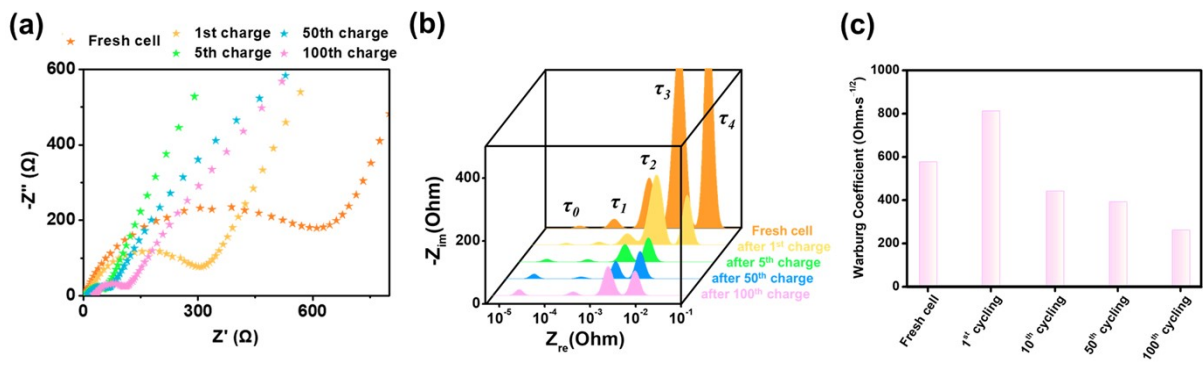 (a)
Fresh cell
1st charge
5th charge
50th charge
100th charge
600
400
200
0
-Z'' (Ω)
0
300
600
Z' (Ω)
(b)
τ0
τ1
τ2
τ3
τ4
400
200
0
-Zim(Ohm)
Fresh cell
after 1st charge
after 5th charge
after 50th charge
after 100th charge
10-5
10-4
10-3
10-2
10-1
Zre(Ohm)
(c)
1000
800
600
400
200
0
Warburg Coefficient (Ohm•s-1/2)
Fresh cell
1st cycling
10th cycling
50th cycling
100th cycling